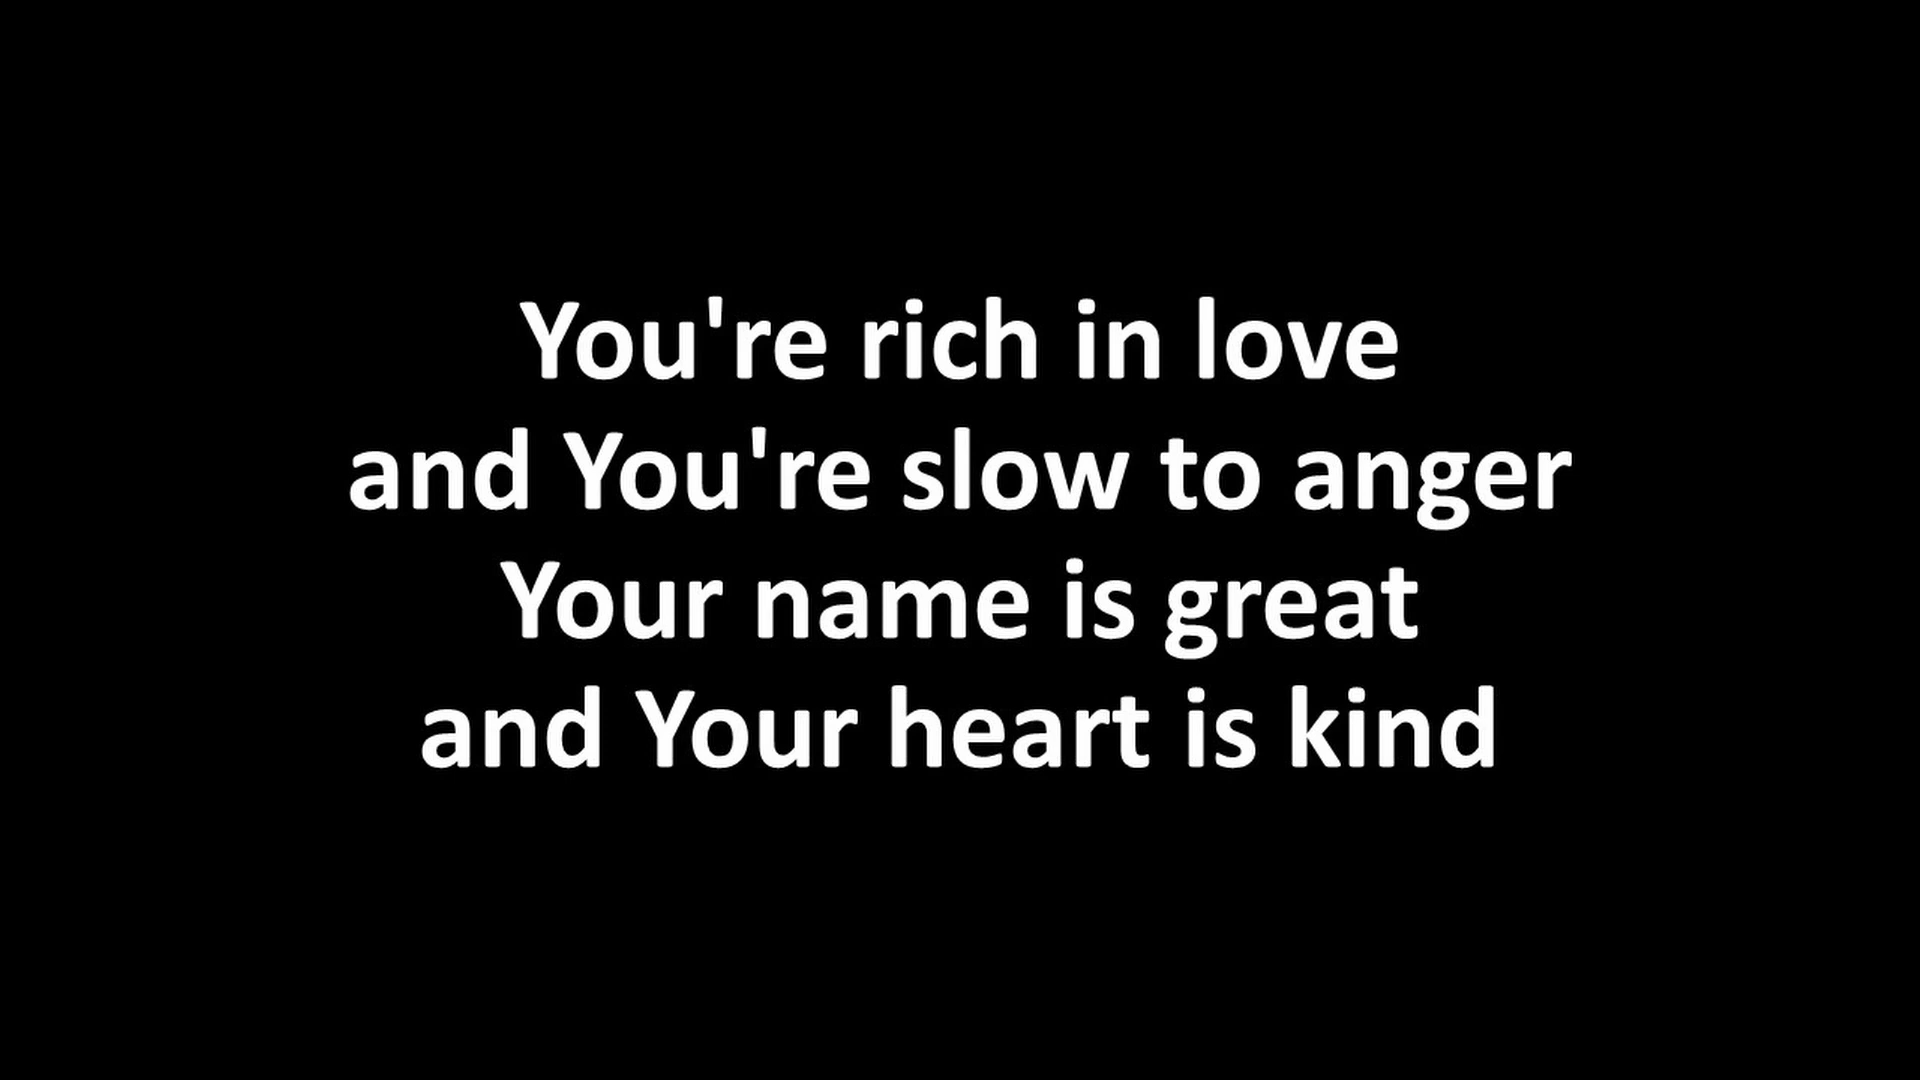 You're rich in love
and You're slow to anger
Your name is great
and Your heart is kind